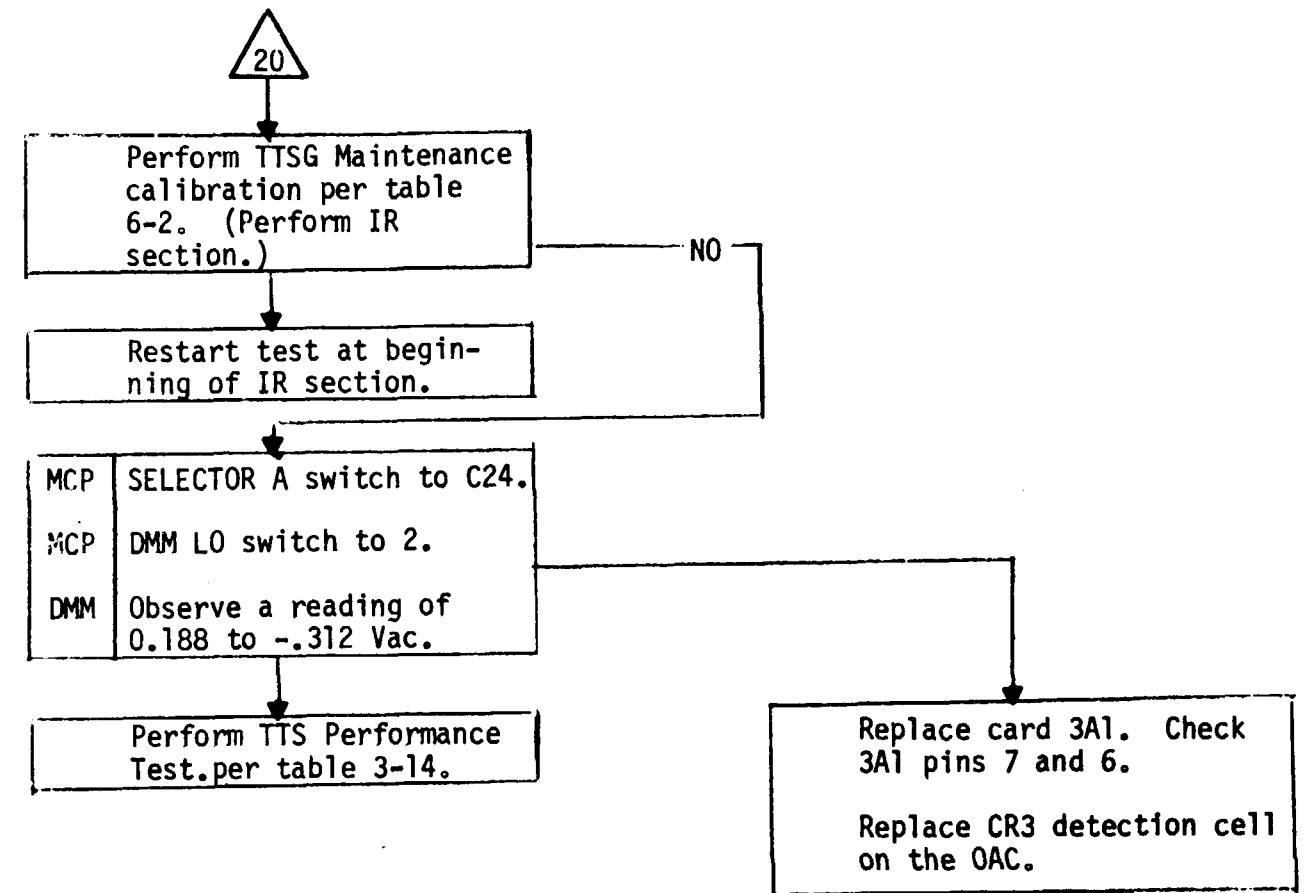 20
Perform TTSG Maintenance
calibration per table
6-2. (Perform IR
section.)
NO
Restart test at begin-
ning of IR section.
MCP SELECTOR A switch to C24.
MCP DMM LO switch to 2.
DMM Observe a reading of
0.188 to -.312 Vac.
Perform TTS Performance
Test.per table 3-14.
Replace card 3A1. Check
3A1 pins 7 and 6.
Replace CR3 detection cell
on the OAC.